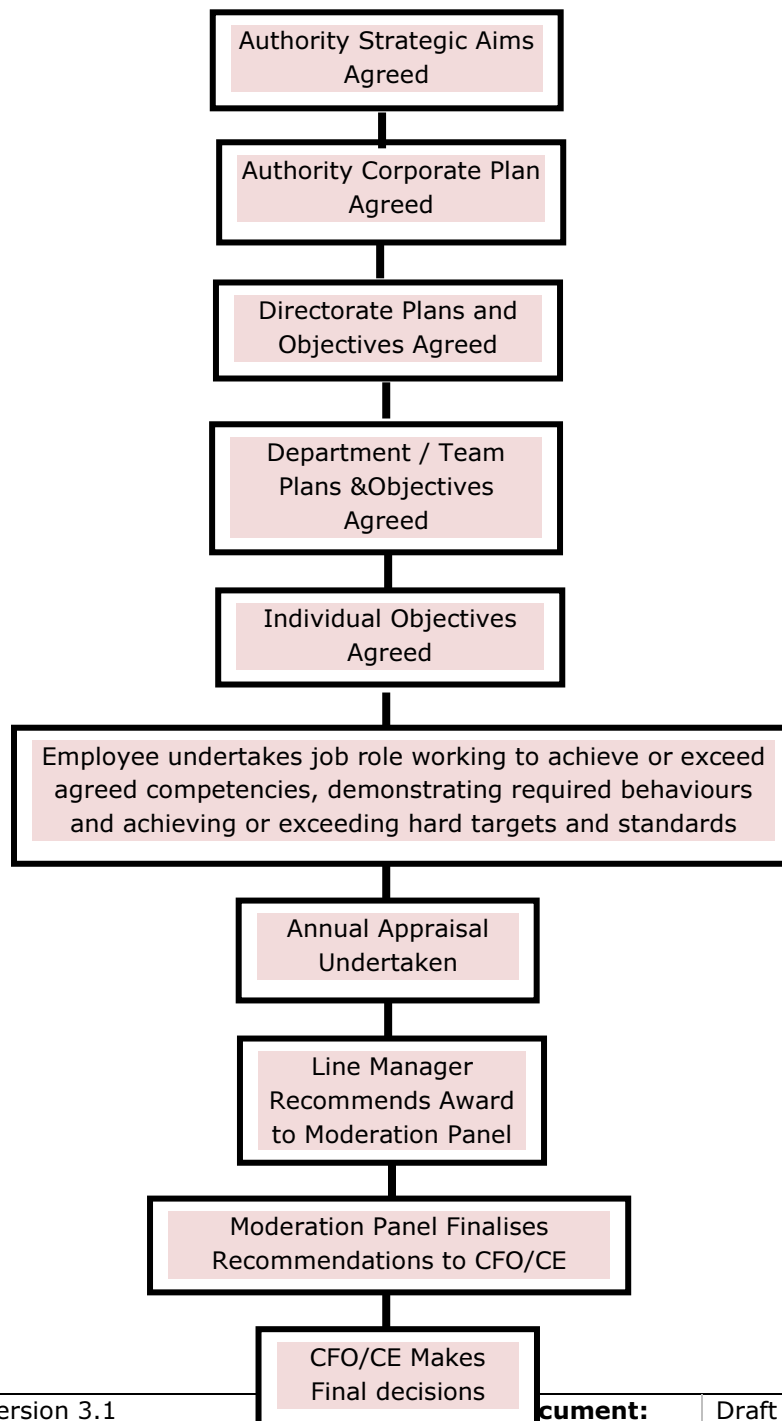 Authority Strategic Aims
Agreed
Authority Corporate Plan
Agreed
Directorate Plans and
Objectives Agreed
Department / Team
Plans &Objectives
Agreed
Individual Objectives
Agreed
Employee undertakes job role working to achieve or exceed
agreed competencies, demonstrating required behaviours
and achieving or exceeding hard targets and standards
Annual Appraisal
Undertaken
Line Manager
Recommends Award
to Moderation Panel
Moderation Panel Finalises
Recommendations to CFO/CE
CFO/CE Makes
Final decisions
ersion 3.1 cument: Draft